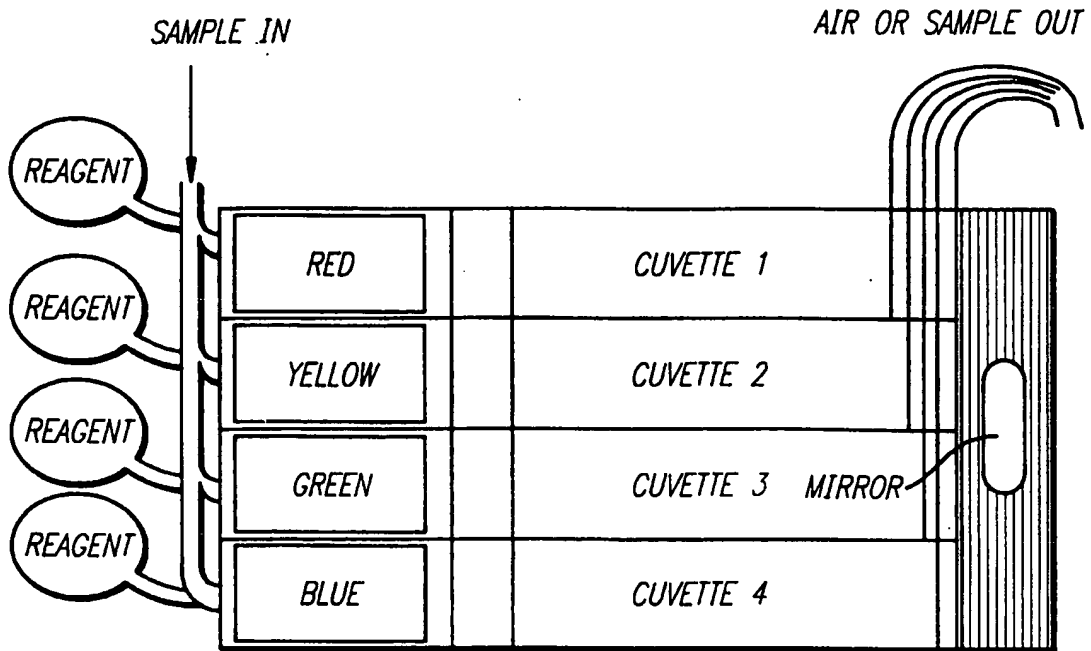 SAMPLE IN
AIR OR SAMPLE OUT
REAGENT
RED
CUVETTE 1
REAGENT
YELLOW
CUVETTE 2
REAGENT
GREEN
CUVETTE 3
MIRROR
REAGENT
BLUE
CUVETTE 4